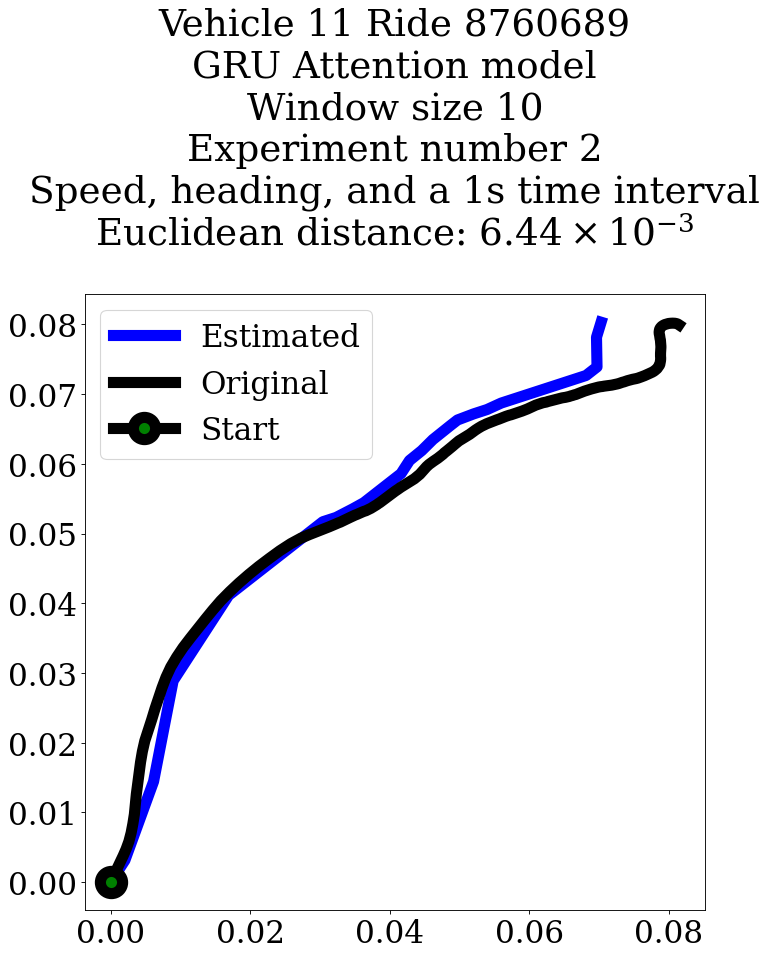 Vehicle 11 Ride 8760689
GRU Attention model
Window size 10
Experiment number 2
Speed, heading, and a 1s time interval
Euclidean distance: 6.44 × 10⁻³
Estimated
Original
Start
0.08
0.07
0.06
0.05
0.04
0.03
0.02
0.01
0.00
0.00 0.02 0.04 0.06 0.08